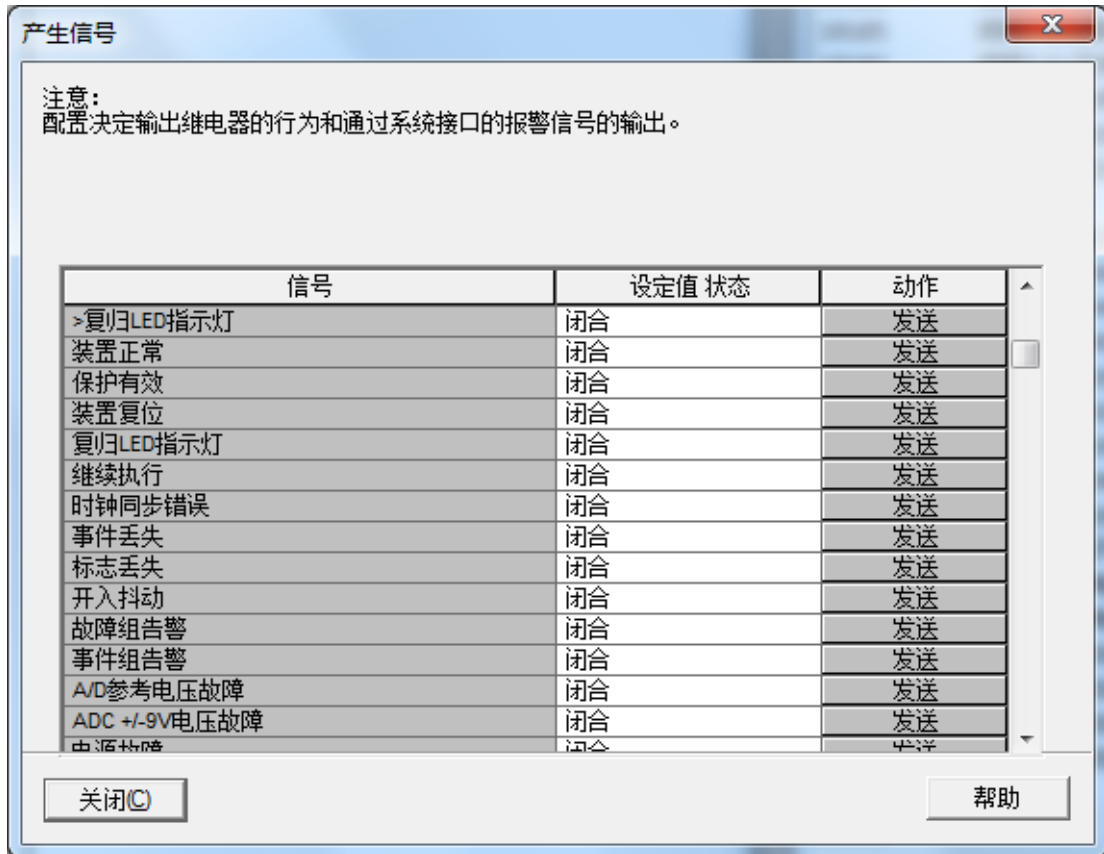 产生信号
注意:
配置决定输出继电器的行为和通过系统接口的报警信号的输出。
信号 设定值 状态 动作
>复归LED指示灯 闭合 发送
装置正常 闭合 发送
保护有效 闭合 发送
装置复位 闭合 发送
复归LED指示灯 闭合 发送
继续执行 闭合 发送
时钟同步错误 闭合 发送
事件丢失 闭合 发送
标志丢失 闭合 发送
开入抖动 闭合 发送
故障组告警 闭合 发送
事件组告警 闭合 发送
A/D参考电压故障 闭合 发送
ADC +/-9V电压故障 闭合 发送
电源故障 闭合 发送
关闭(C) 帮助